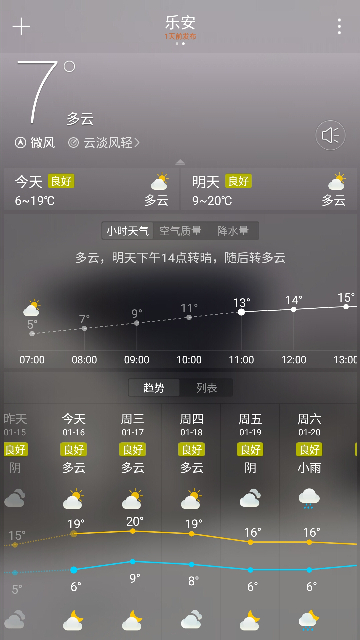 乐安
1天前发布
7°
多云
微风
云淡风轻
今天 良好
6~19℃
多云
明天 良好
9~20℃
多云
小时天气 空气质量 降水量
多云，明天下午14点转晴，随后转多云
5° 7° 9° 11° 13° 14° 15°
07:00 08:00 09:00 10:00 11:00 12:00 13:00
趋势 列表
昨天 今天 周三 周四 周五 周六
01-15 01-16 01-17 01-18 01-19 01-20
良好 良好 良好 良好 良好 良好
阴 多云 多云 多云 阴 小雨
15° 19° 20° 19° 16° 16°
5° 6° 9° 8° 6° 6°